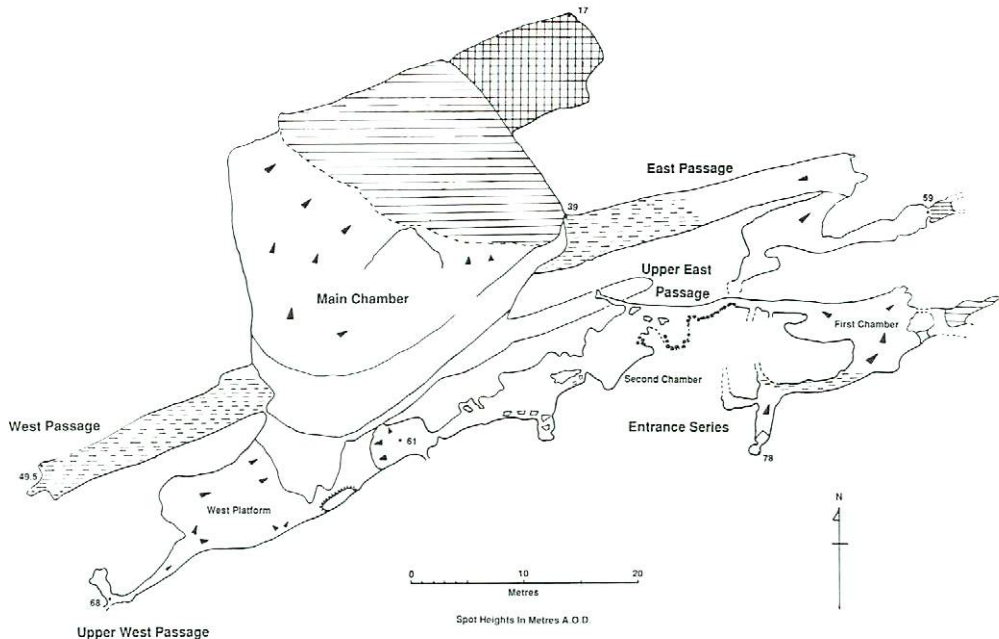 17
East Passage
39
59
Upper East
Passage
Main Chamber
First Chamber
Second Chamber
West Passage
61
Entrance Series
49.5
78
West Platform
N
68
0 10 20
Metres
Spot Heights In Metres A.O.D.
Upper West Passage